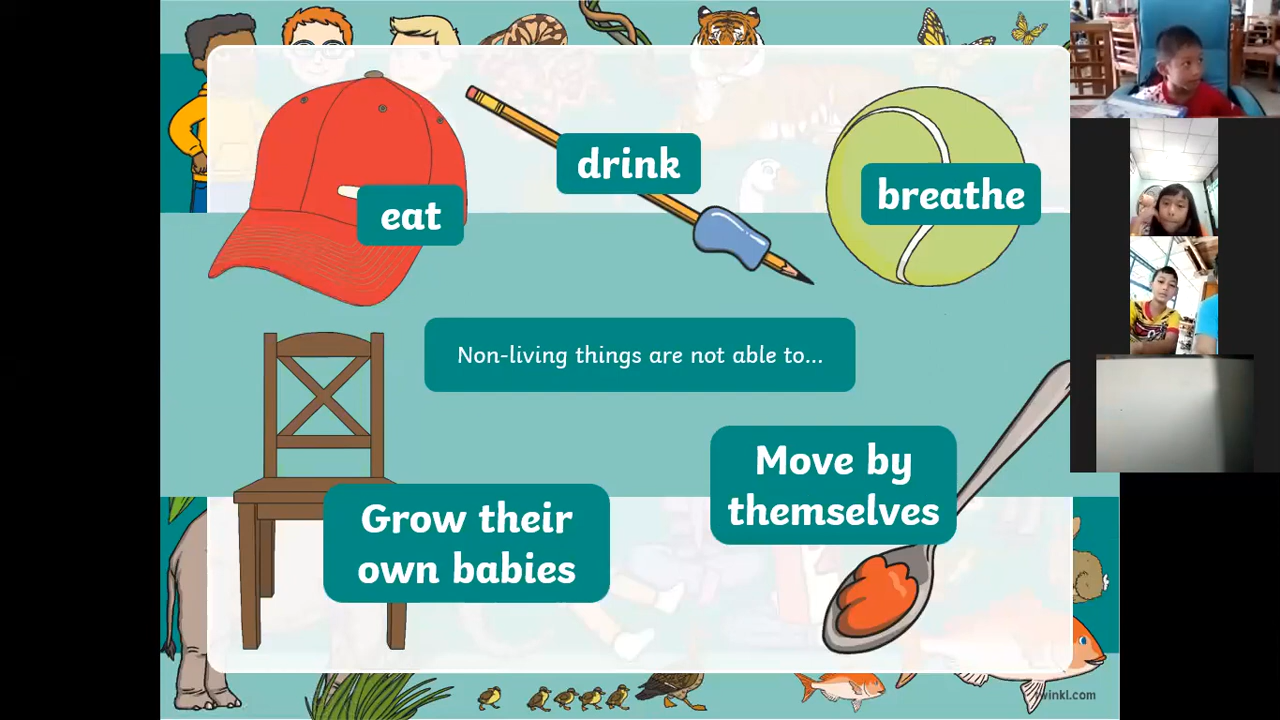 eat
drink
breathe
Non-living things are not able to...
Grow their
own babies
Move by
themselves
twinkl.com